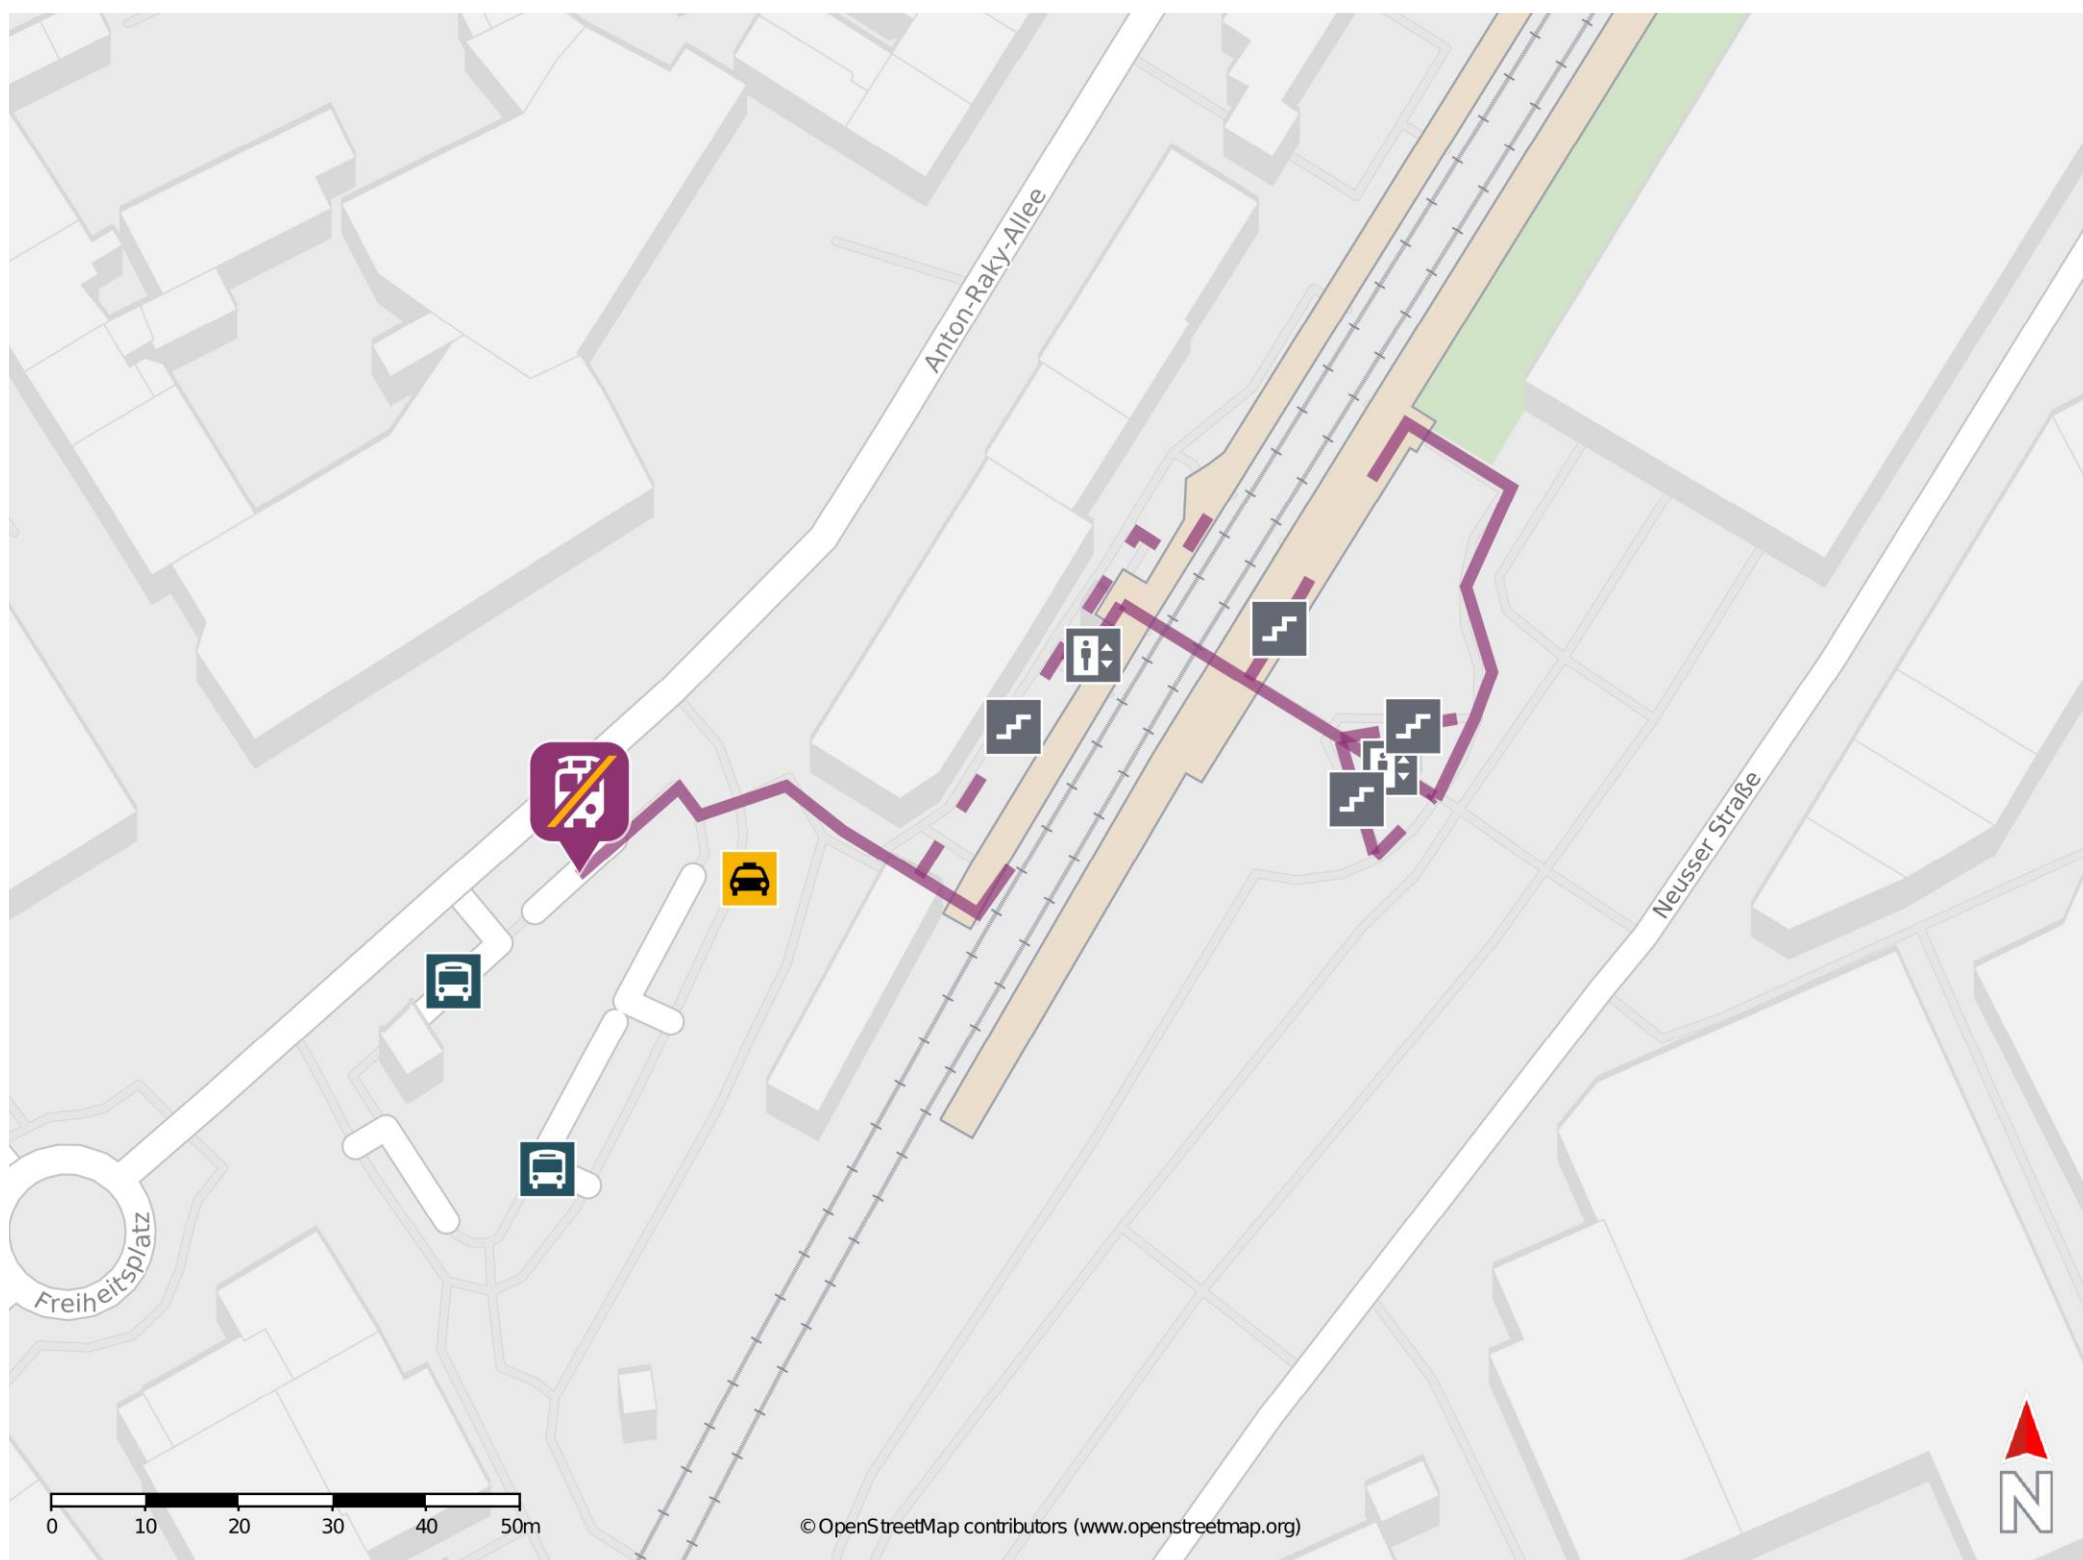 Anton-Raky-Allee
Neusser Straße
Freiheitsplatz
N
0 10 20 30 40 50m
© OpenStreetMap contributors (www.openstreetmap.org)